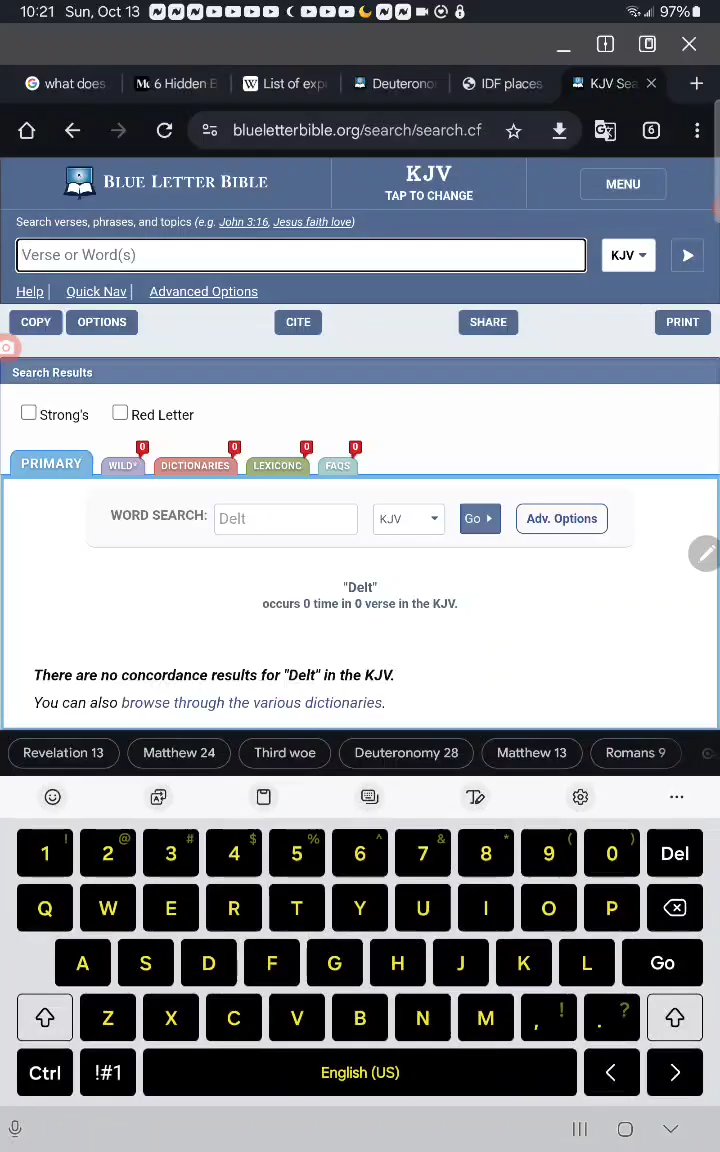 10:21 Sun, Oct 13 97%
what does
6 Hidden E
List of exp
Deuterono
IDF places
KJV Sea
blueletterbible.org/search/search.cf
6
BLUE LETTER BIBLE
KJV
TAP TO CHANGE
MENU
Search verses, phrases, and topics (e.g. John 3:16, Jesus faith love)
Verse or Word(s)
KJV
Help | Quick Nav | Advanced Options
COPY OPTIONS CITE SHARE PRINT
Search Results
Strong's Red Letter
0 0 0 0
PRIMARY WILD* DICTIONARIES LEXICONC FAQS
WORD SEARCH: Delt KJV Go Adv. Options
"Delt"
occurs 0 time in 0 verse in the KJV.
There are no concordance results for "Delt" in the KJV.
You can also browse through the various dictionaries.
Revelation 13 Matthew 24 Third woe Deuteronomy 28 Matthew 13 Romans 9
! @ # $ % ^ & * ( )
1 2 3 4 5 6 7 8 9 0 Del
Q W E R T Y U I O P
A S D F G H J K L Go
Z X C V B N M , ! . ?
Ctrl !#1 English (US) < >